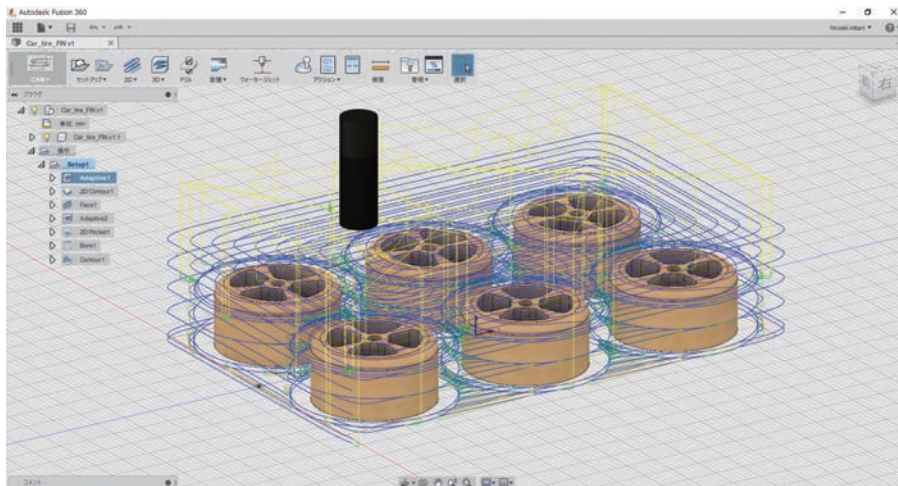 Autodesk Fusion 360
Car_tire_FIN v1
CAM
セットアップ
2D
3D
ドリル
ウォータージェット
アクション
検査
管理
選択
ブラウザ
Car_tire_FIN v1
単位: mm
Car_tire_FIN v1:1
操作
Setup1
Adaptive1
2D Contour1
Face1
Adaptive2
2D Pocket1
Bore1
Contour1
右
コメント